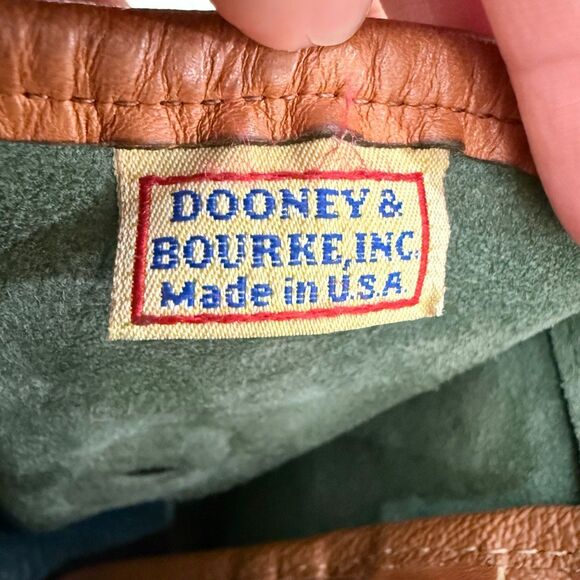 DOONEY &
BOURKE, INC.
Made in U.S.A.